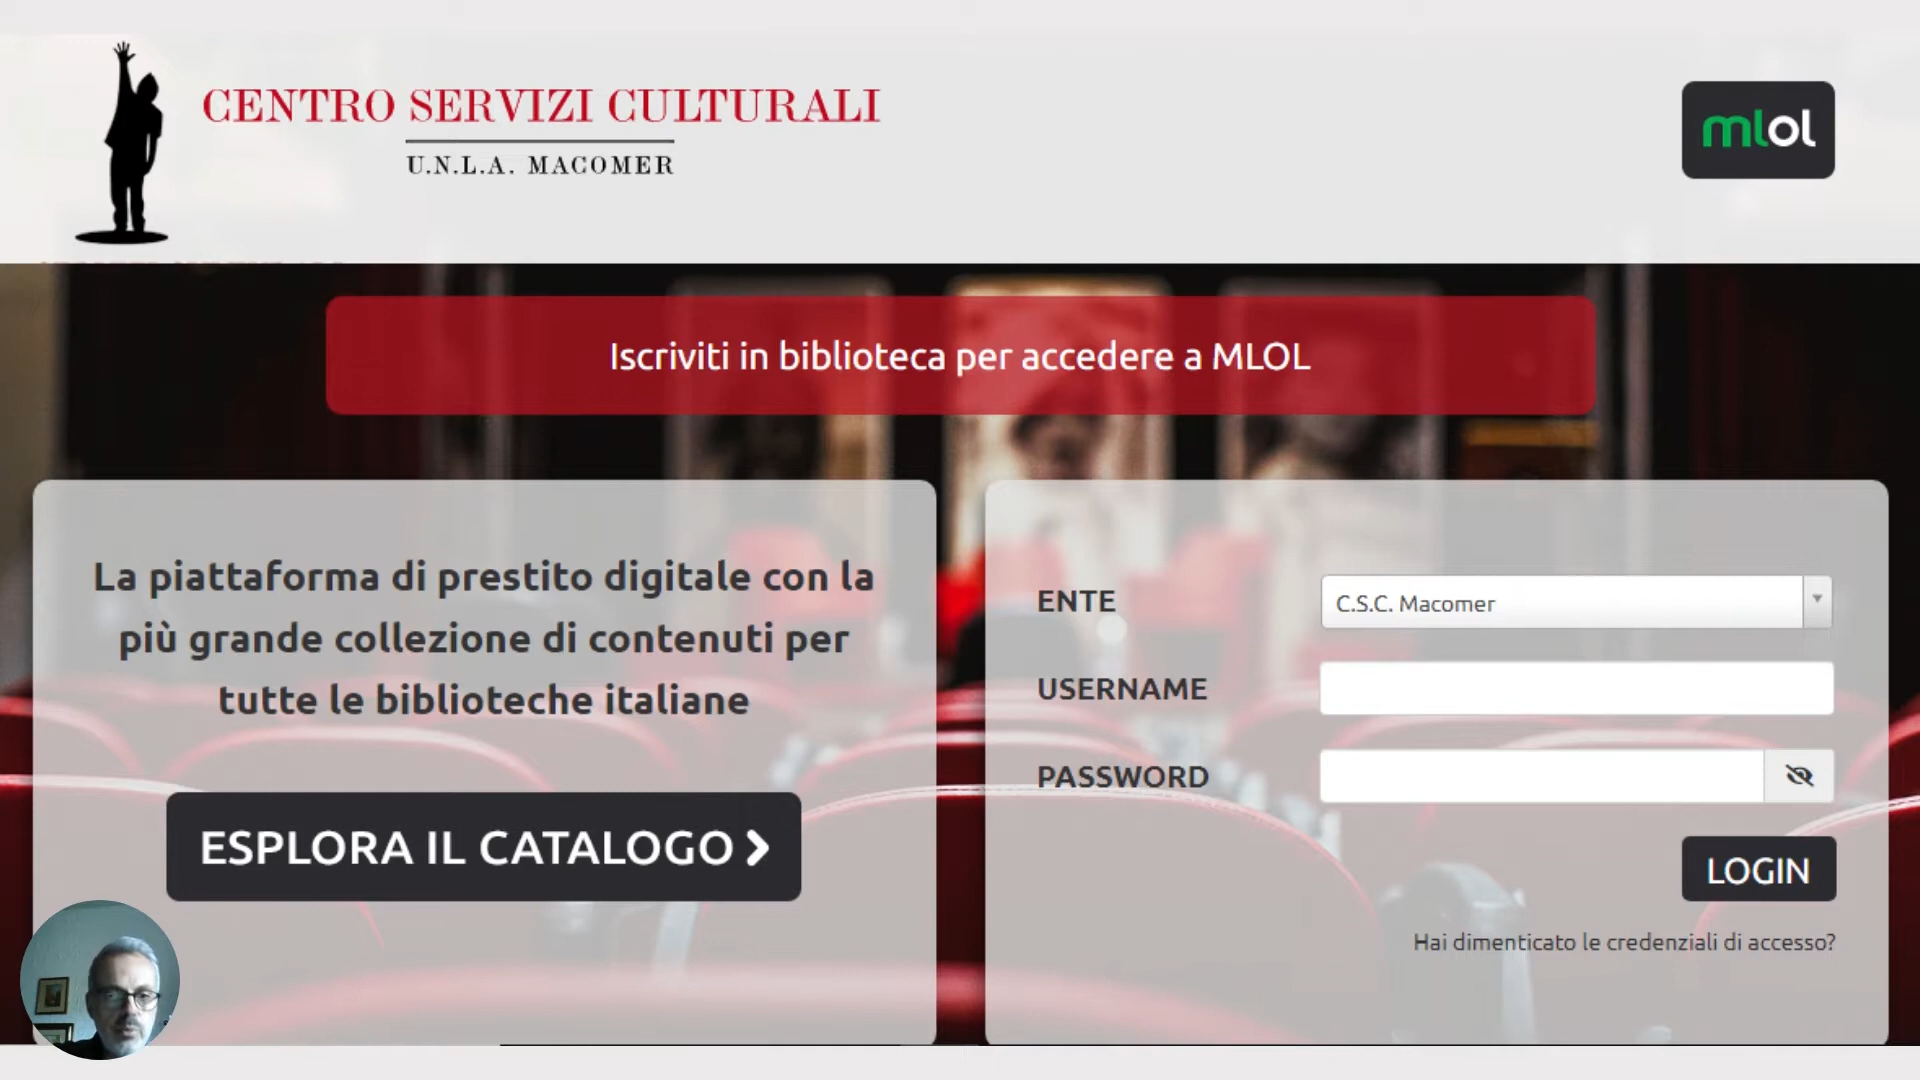 CENTRO SERVIZI CULTURALI
U.N.L.A. MACOMER
mlol
Iscriviti in biblioteca per accedere a MLOL
La piattaforma di prestito digitale con la
più grande collezione di contenuti per
tutte le biblioteche italiane
ESPLORA IL CATALOGO
ENTE
C.S.C. Macomer
USERNAME
PASSWORD
LOGIN
Hai dimenticato le credenziali di accesso?